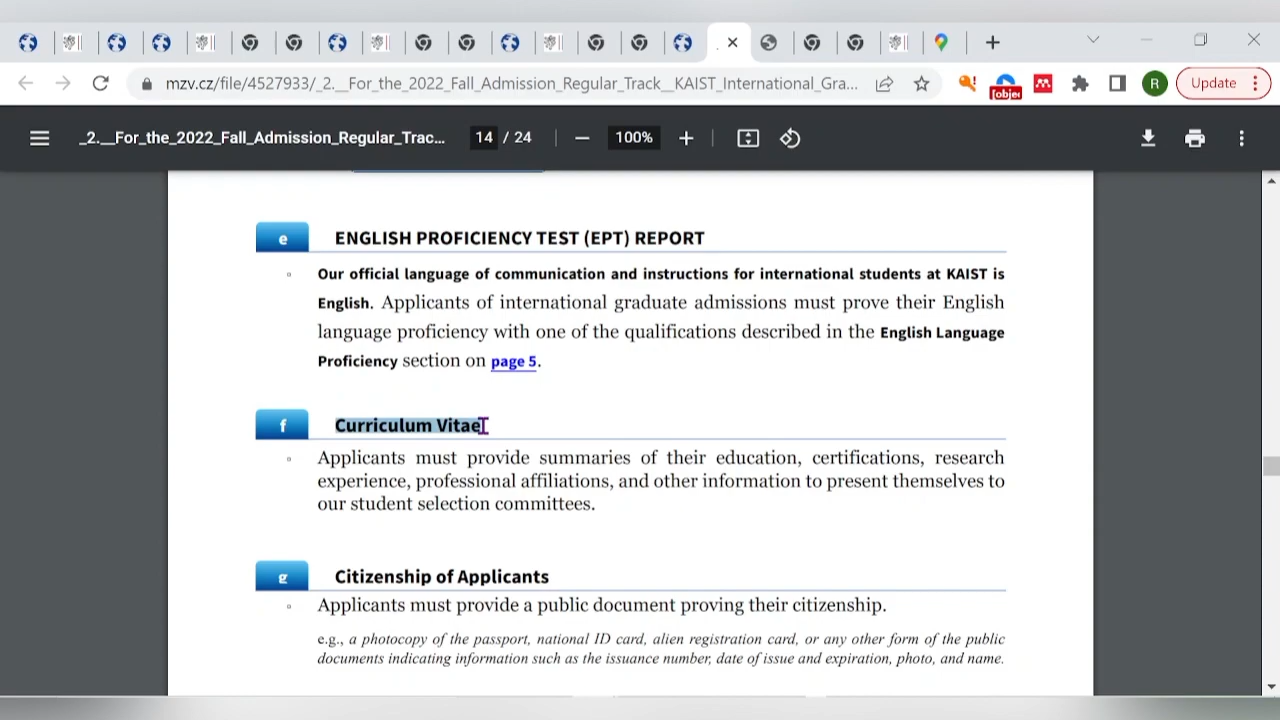 mzv.cz/file/4527933/_2.__For_the_2022_Fall_Admission_Regular_Track__KAIST_International_Gra...
R
Update
[objec
_2.__For_the_2022_Fall_Admission_Regular_Trac...
14 / 24
100%
e ENGLISH PROFICIENCY TEST (EPT) REPORT
Our official language of communication and instructions for international students at KAIST is
English. Applicants of international graduate admissions must prove their English
language proficiency with one of the qualifications described in the English Language
Proficiency section on page 5.
f Curriculum Vitae
Applicants must provide summaries of their education, certifications, research
experience, professional affiliations, and other information to present themselves to
our student selection committees.
g Citizenship of Applicants
Applicants must provide a public document proving their citizenship.
e.g., a photocopy of the passport, national ID card, alien registration card, or any other form of the public
documents indicating information such as the issuance number, date of issue and expiration, photo, and name.